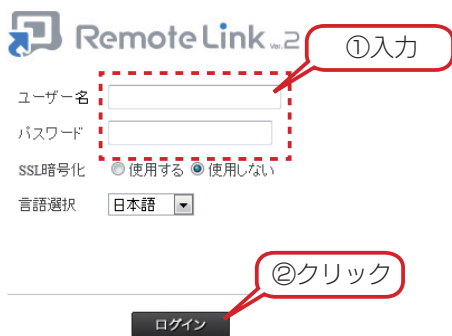 Remote Link Ver.2
①入力
ユーザー名
パスワード
SSL暗号化 使用する 使用しない
言語選択 日本語
②クリック
ログイン